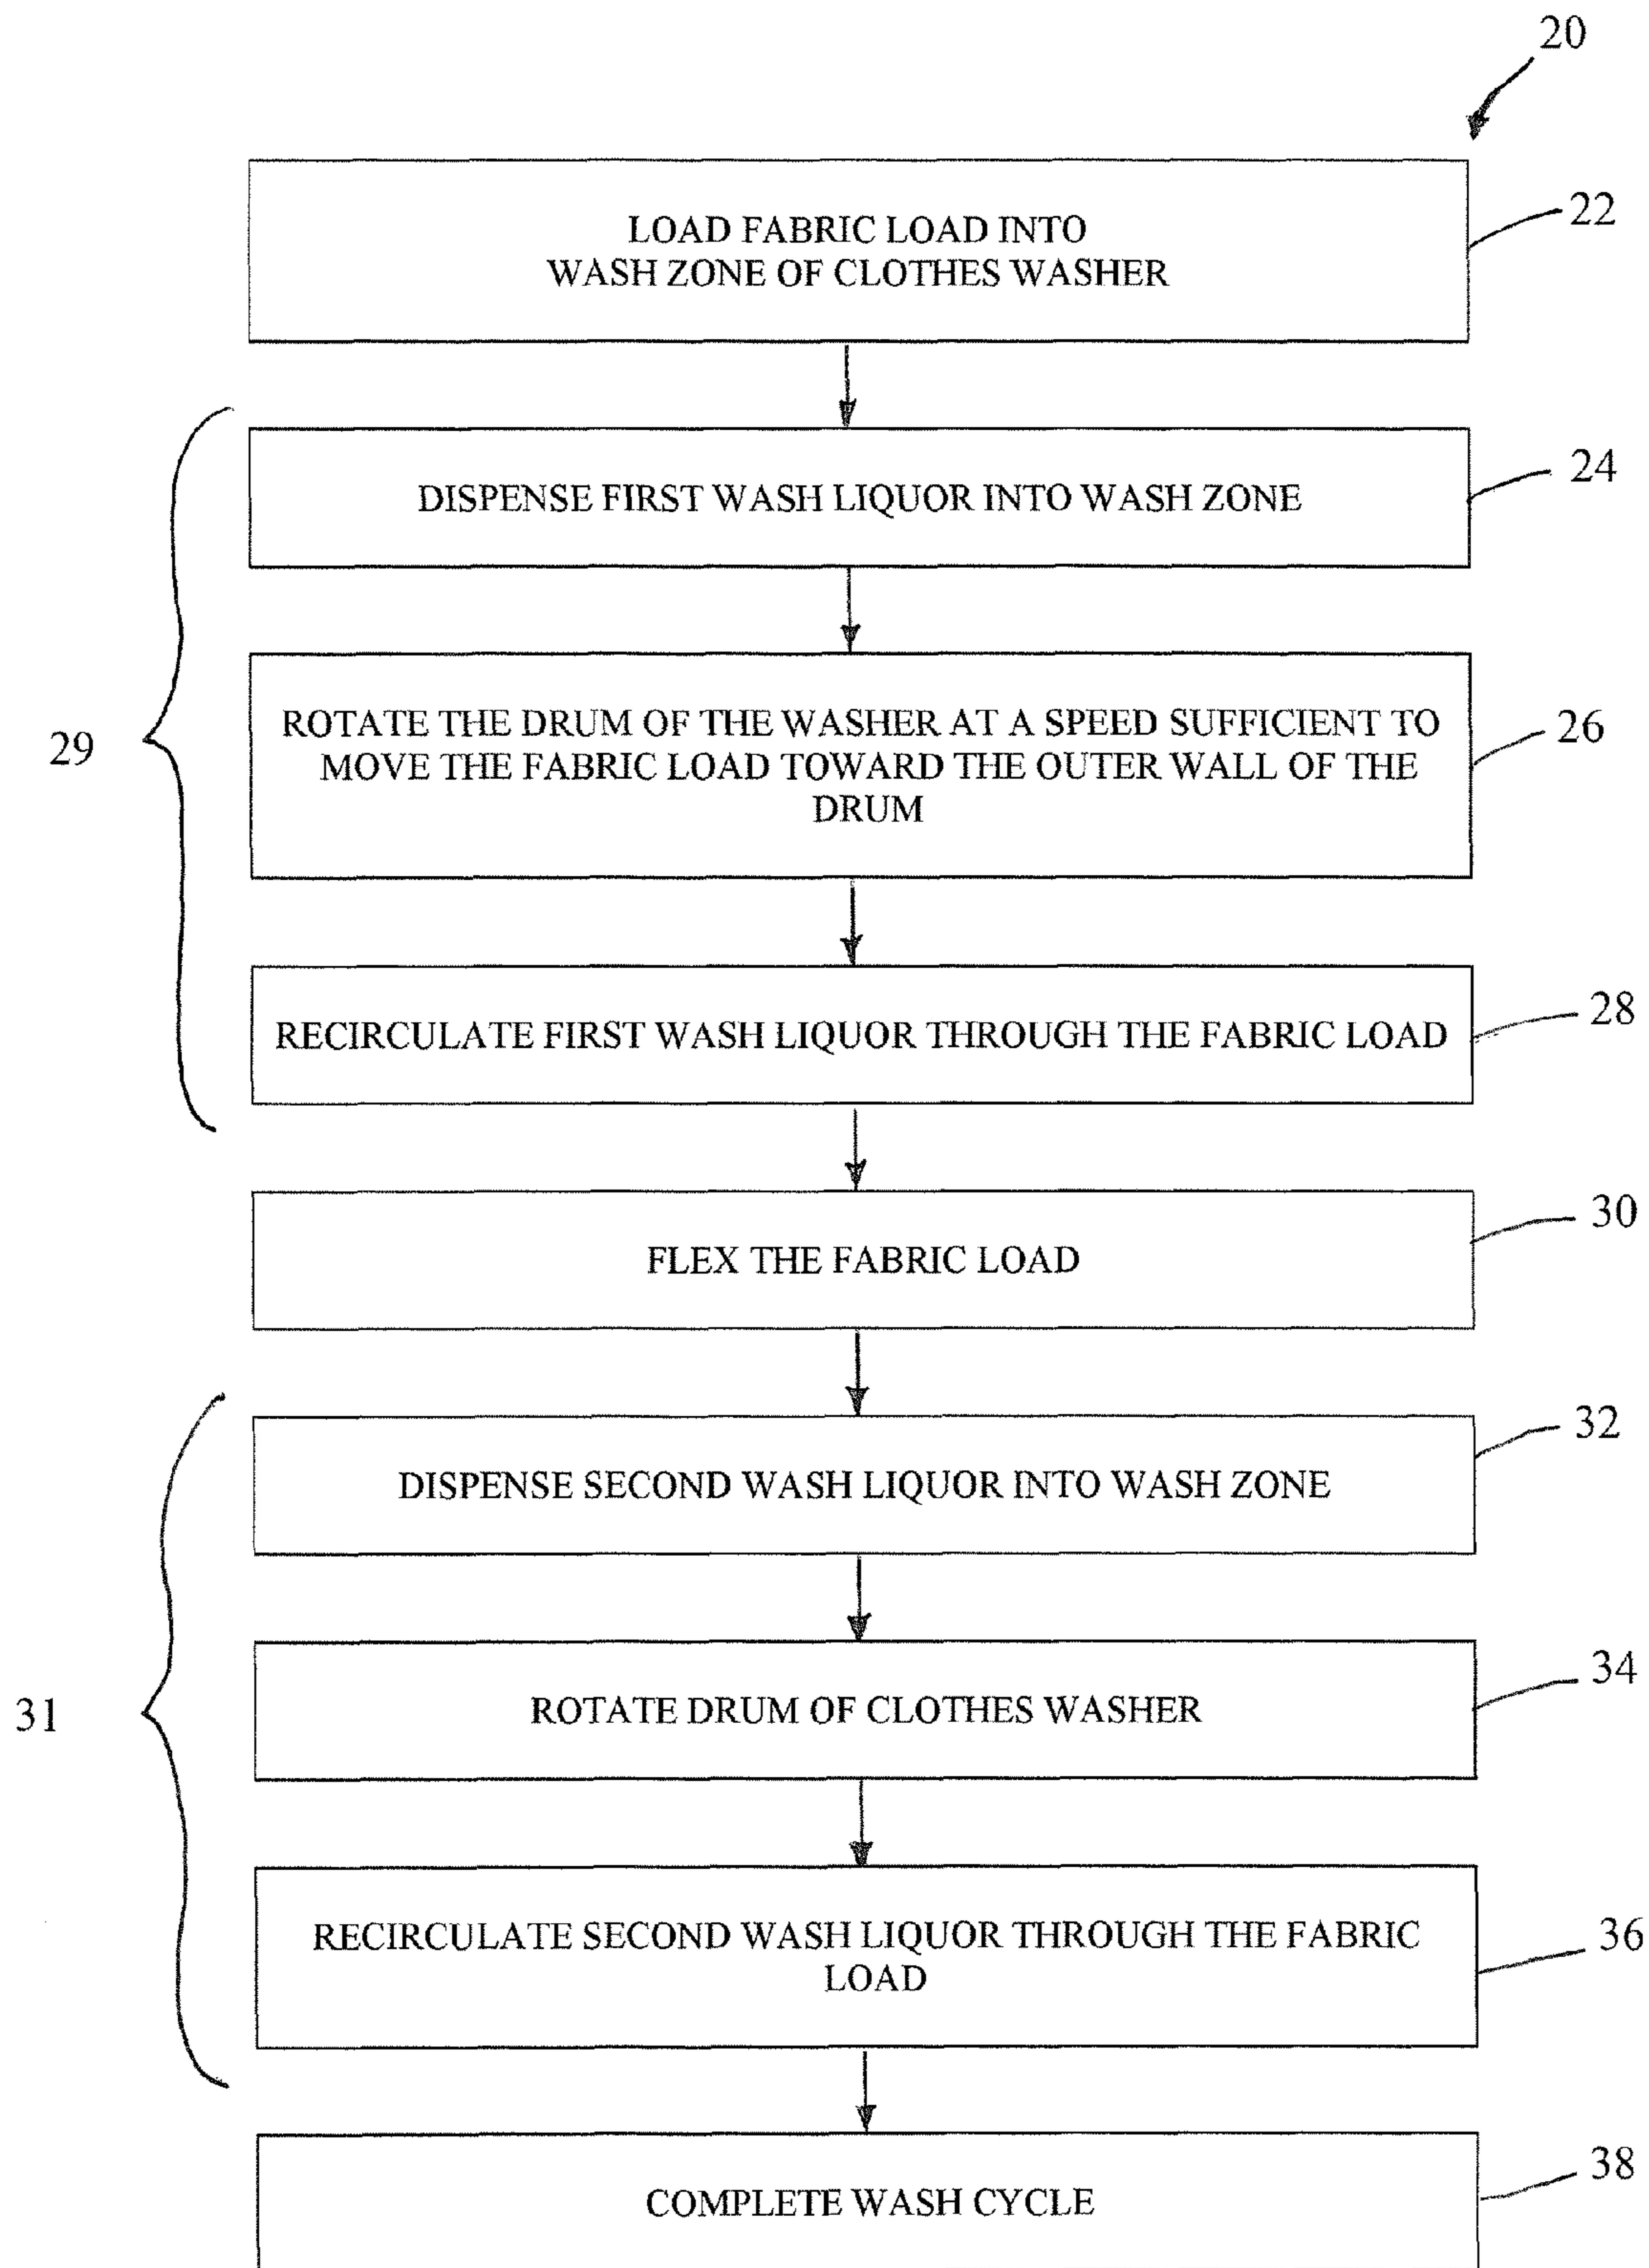 20
LOAD FABRIC LOAD INTO
WASH ZONE OF CLOTHES WASHER
22
DISPENSE FIRST WASH LIQUOR INTO WASH ZONE
24
ROTATE THE DRUM OF THE WASHER AT A SPEED SUFFICIENT TO
MOVE THE FABRIC LOAD TOWARD THE OUTER WALL OF THE
DRUM
26
29
RECIRCULATE FIRST WASH LIQUOR THROUGH THE FABRIC LOAD
28
FLEX THE FABRIC LOAD
30
DISPENSE SECOND WASH LIQUOR INTO WASH ZONE
32
ROTATE DRUM OF CLOTHES WASHER
34
31
RECIRCULATE SECOND WASH LIQUOR THROUGH THE FABRIC
LOAD
36
COMPLETE WASH CYCLE
38